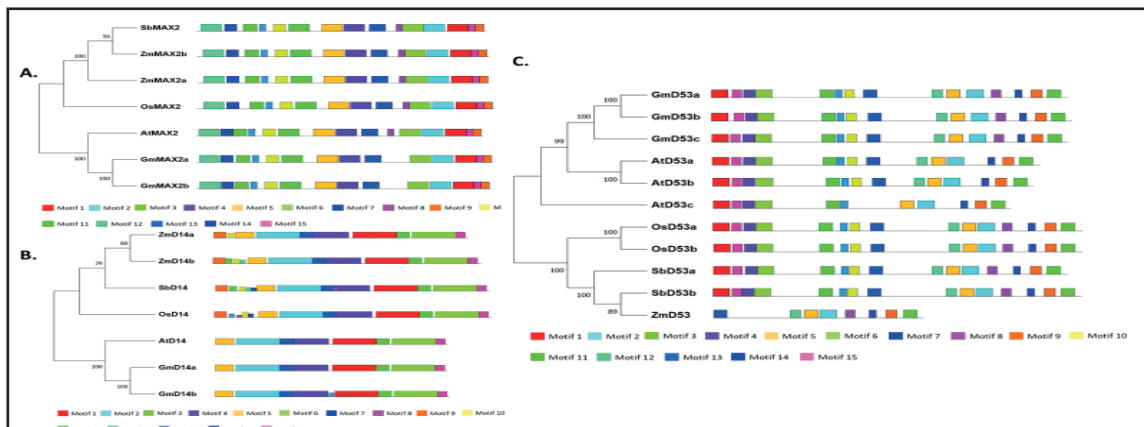 A.
SbMAX2
ZmMAX2b
ZmMAX2a
OsMAX2
AtMAX2
GmMAX2a
GmMAX2b
100
100
100
Motif 1 Motif 2 Motif 3 Motif 4 Motif 5 Motif 6 Motif 7 Motif 8 Motif 9 M
Motif 11 Motif 12 Motif 13 Motif 14 Motif 15
B.
ZmD14a
ZmD14b
SbD14
OsD14
AtD14
GmD14a
GmD14b
88
79
100
100
Motif 1 Motif 2 Motif 3 Motif 4 Motif 5 Motif 6 Motif 7 Motif 8 Motif 9 Motif 10
C.
GmD53a
GmD53b
GmD53c
AtD53a
AtD53b
AtD53c
OsD53a
OsD53b
SbD53a
SbD53b
ZmD53
100
100
99
100
100
100
100
89
Motif 1 Motif 2 Motif 3 Motif 4 Motif 5 Motif 6 Motif 7 Motif 8 Motif 9 Motif 10
Motif 11 Motif 12 Motif 13 Motif 14 Motif 15